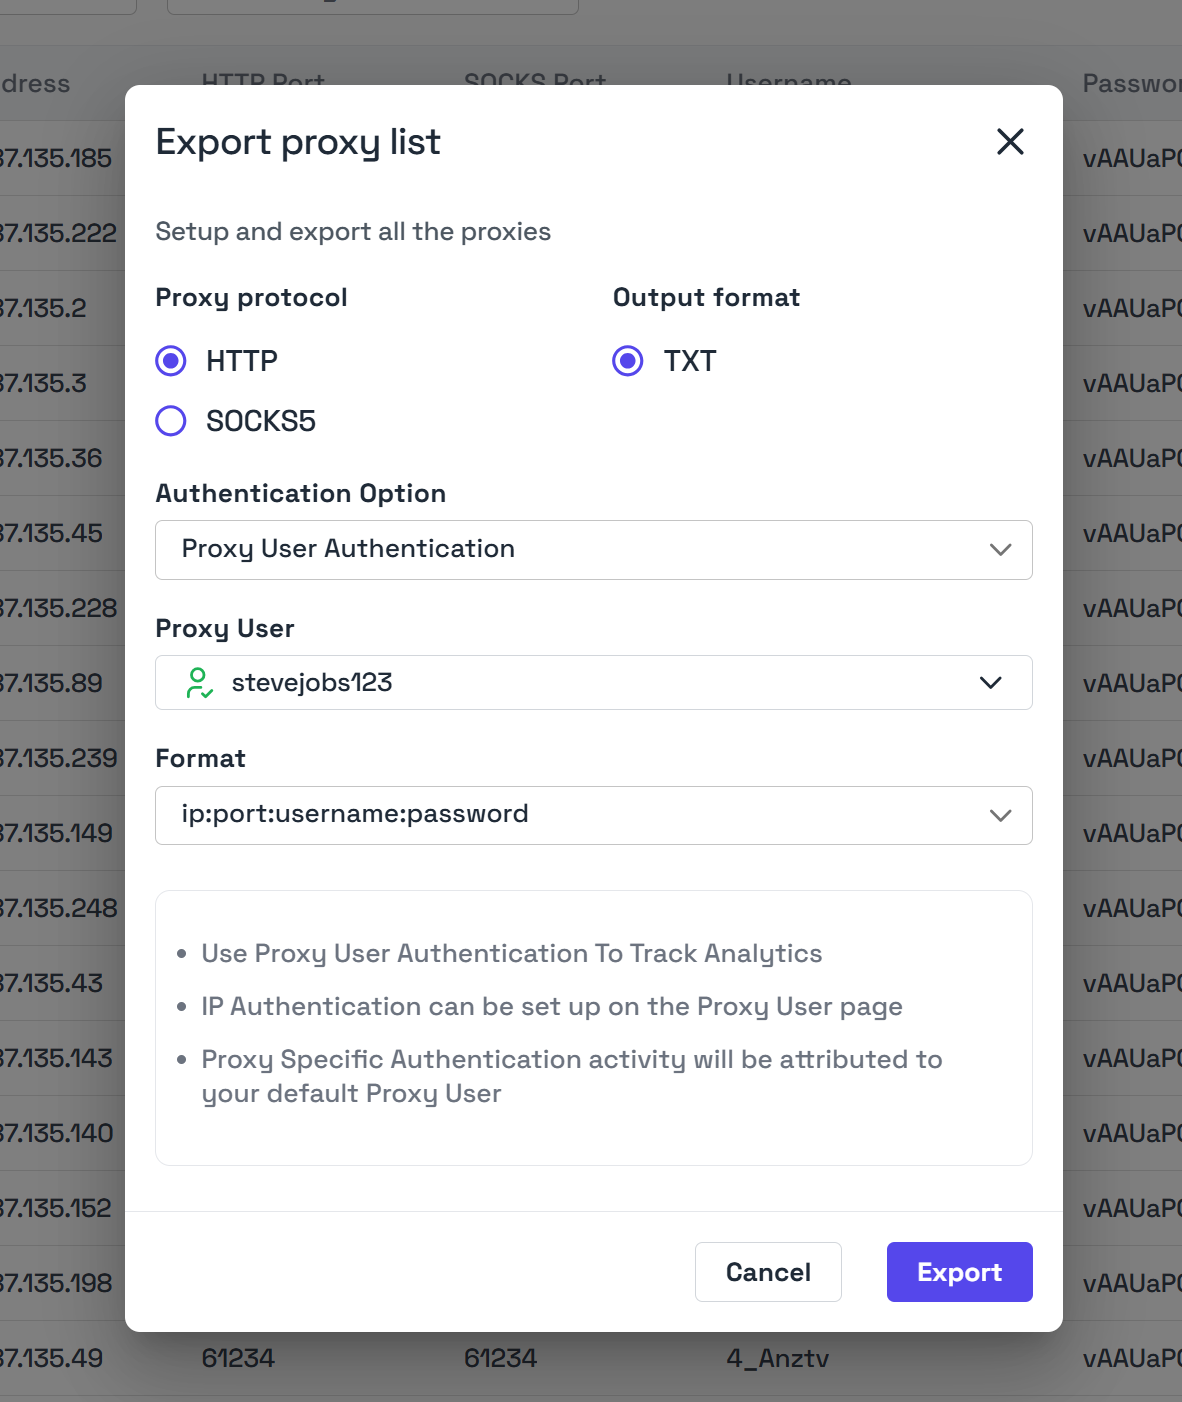 dress HTTP Port SOCKS Port Username Passwor
Export proxy list
Setup and export all the proxies
Proxy protocol Output format
HTTP TXT
SOCKS5
Authentication Option
Proxy User Authentication
Proxy User
stevejobs123
Format
ip:port:username:password
Use Proxy User Authentication To Track Analytics
IP Authentication can be set up on the Proxy User page
Proxy Specific Authentication activity will be attributed to
your default Proxy User
Cancel Export
37.135.185 vAAUaP
37.135.222 vAAUaP
37.135.2 vAAUaP
37.135.3 vAAUaP
37.135.36 vAAUaP
37.135.45 vAAUaP
37.135.228 vAAUaP
37.135.89 vAAUaP
37.135.239 vAAUaP
37.135.149 vAAUaP
37.135.248 vAAUaP
37.135.43 vAAUaP
37.135.143 vAAUaP
37.135.140 vAAUaP
37.135.152 vAAUaP
37.135.198 vAAUaP
37.135.49 61234 61234 4_Anztv vAAUaP